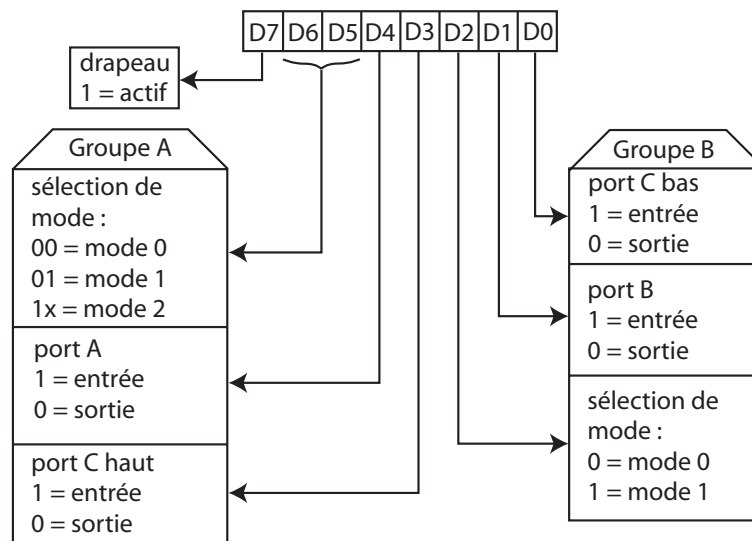 D7 D6 D5 D4 D3 D2 D1 D0
drapeau
1 = actif
Groupe A
sélection de
mode :
00 = mode 0
01 = mode 1
1x = mode 2
port A
1 = entrée
0 = sortie
port C haut
1 = entrée
0 = sortie
Groupe B
port C bas
1 = entrée
0 = sortie
port B
1 = entrée
0 = sortie
sélection de
mode :
0 = mode 0
1 = mode 1